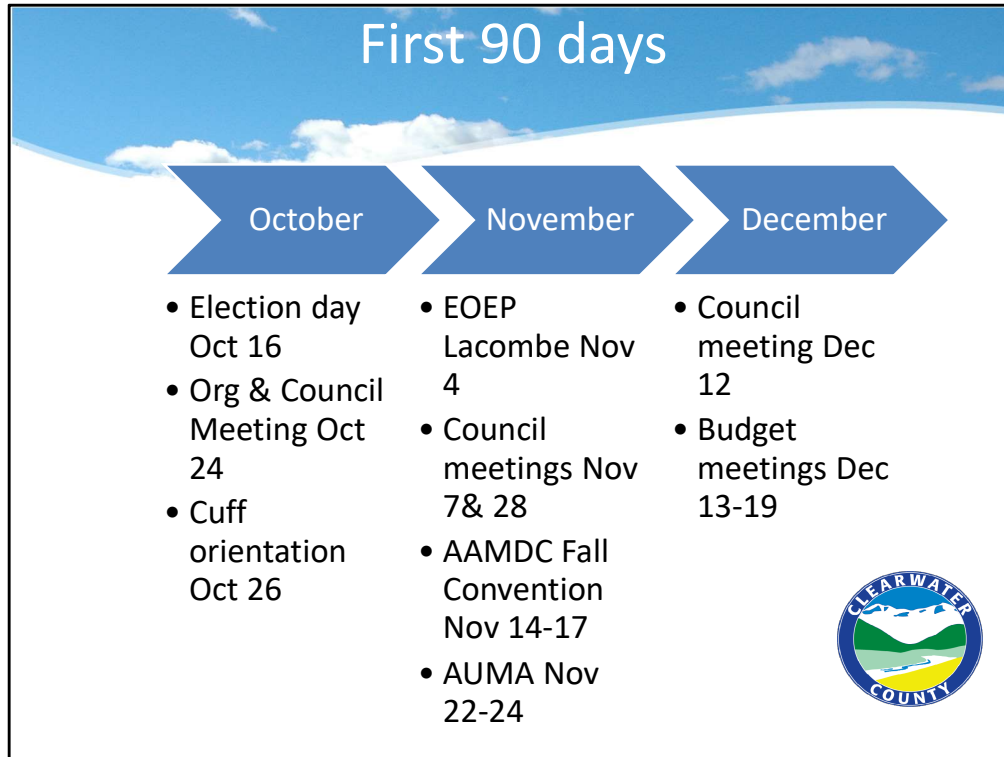 First 90 days
October
November
December
• Election day
Oct 16
• Org & Council
Meeting Oct
24
• Cuff
orientation
Oct 26
• EOEP
Lacombe Nov
4
• Council
meetings Nov
7& 28
• AAMDC Fall
Convention
Nov 14-17
• AUMA Nov
22-24
• Council
meeting Dec
12
• Budget
meetings Dec
13-19
CLEARWATER
COUNTY